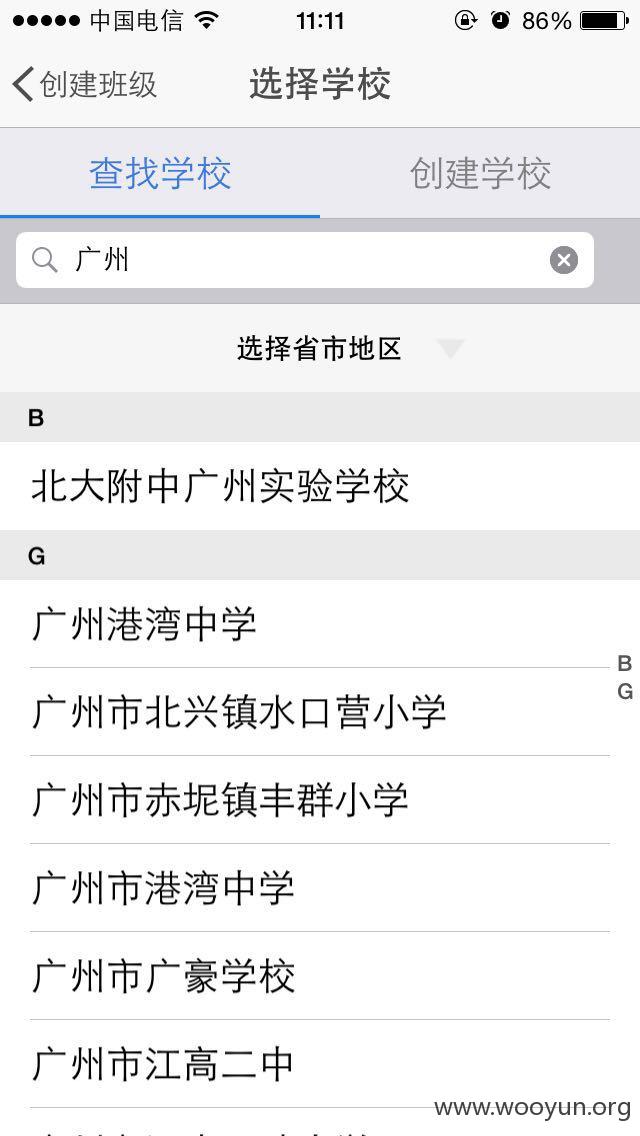 中国电信 11:11 86%
创建班级 选择学校
查找学校 创建学校
广州
选择省市地区
B
北大附中广州实验学校
G
广州港湾中学
B
广州市北兴镇水口营小学
G
广州市赤坭镇丰群小学
广州市港湾中学
广州市广豪学校
广州市江高二中
www.wooyun.org